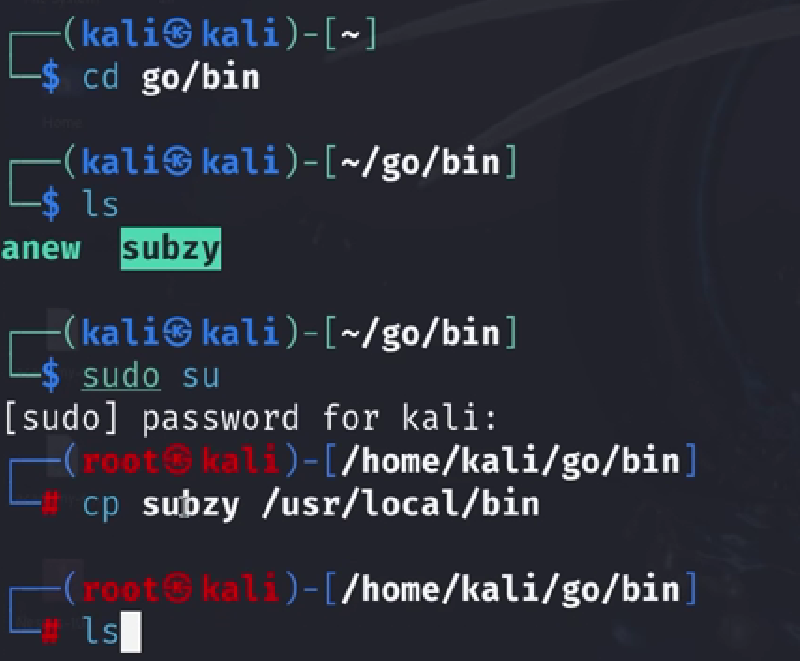 ┌──(kali㉿kali)-[~]
└─$ cd go/bin
┌──(kali㉿kali)-[~/go/bin]
└─$ ls
anew subzy
┌──(kali㉿kali)-[~/go/bin]
└─$ sudo su
[sudo] password for kali:
┌──(root㉿kali)-[/home/kali/go/bin]
└─# cp subzy /usr/local/bin
┌──(root㉿kali)-[/home/kali/go/bin]
└─# ls